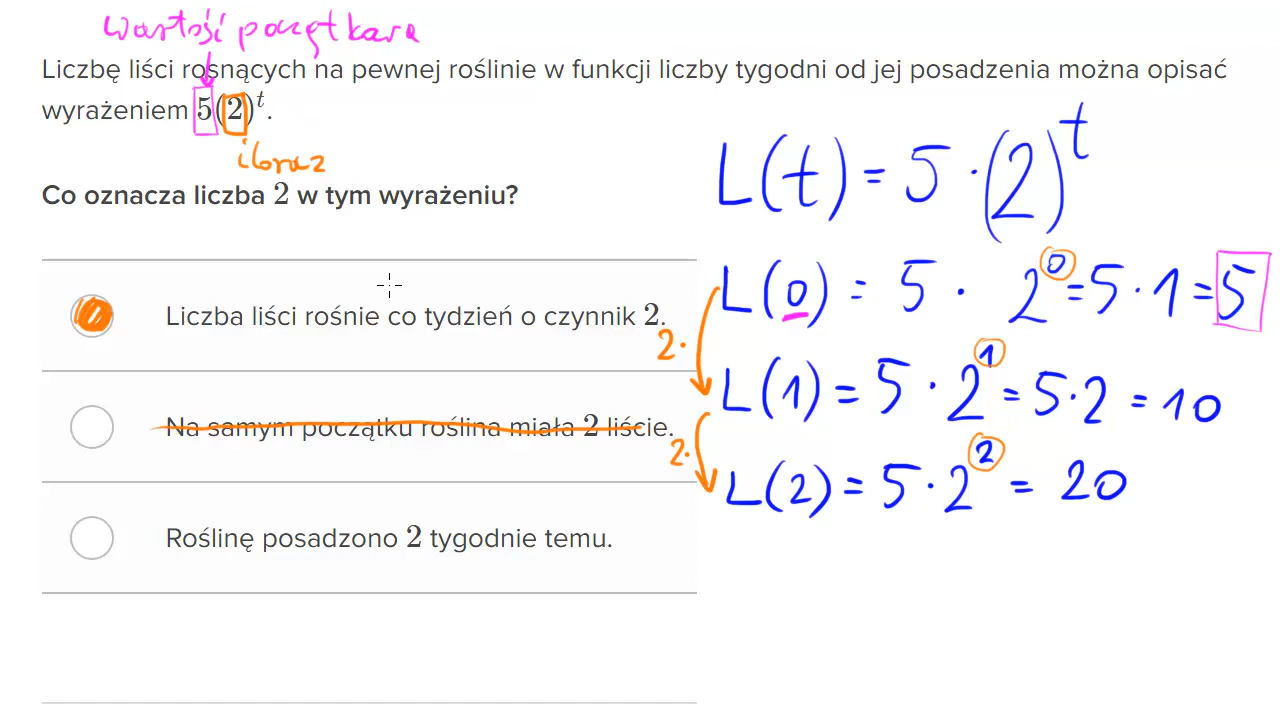 wartość początkowa
Liczbę liści rosnących na pewnej roślinie w funkcji liczby tygodni od jej posadzenia można opisać
wyrażeniem 5(2)^t.
iloraz
Co oznacza liczba 2 w tym wyrażeniu?
Liczba liści rośnie co tydzień o czynnik 2.
Na samym początku roślina miała 2 liście.
Roślinę posadzono 2 tygodnie temu.
L(t) = 5 · (2)^t
L(0) = 5 · 2^0 = 5 · 1 = 5
2·
L(1) = 5 · 2^1 = 5 · 2 = 10
2·
L(2) = 5 · 2^2 = 20